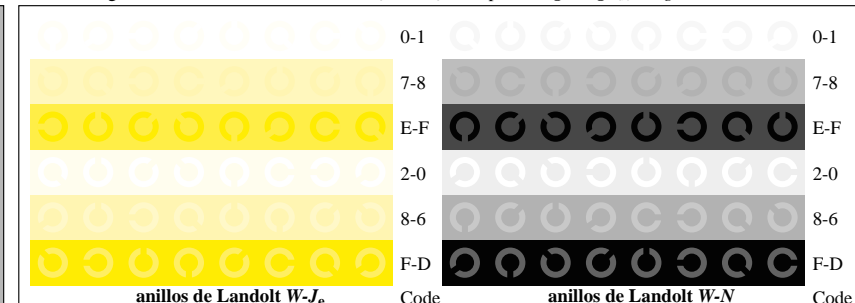 0-1 0-1
7-8 7-8
E-F E-F
2-0 2-0
8-6 8-6
F-D F-D
anillos de Landolt W-Je Code anillos de Landolt W-N Code